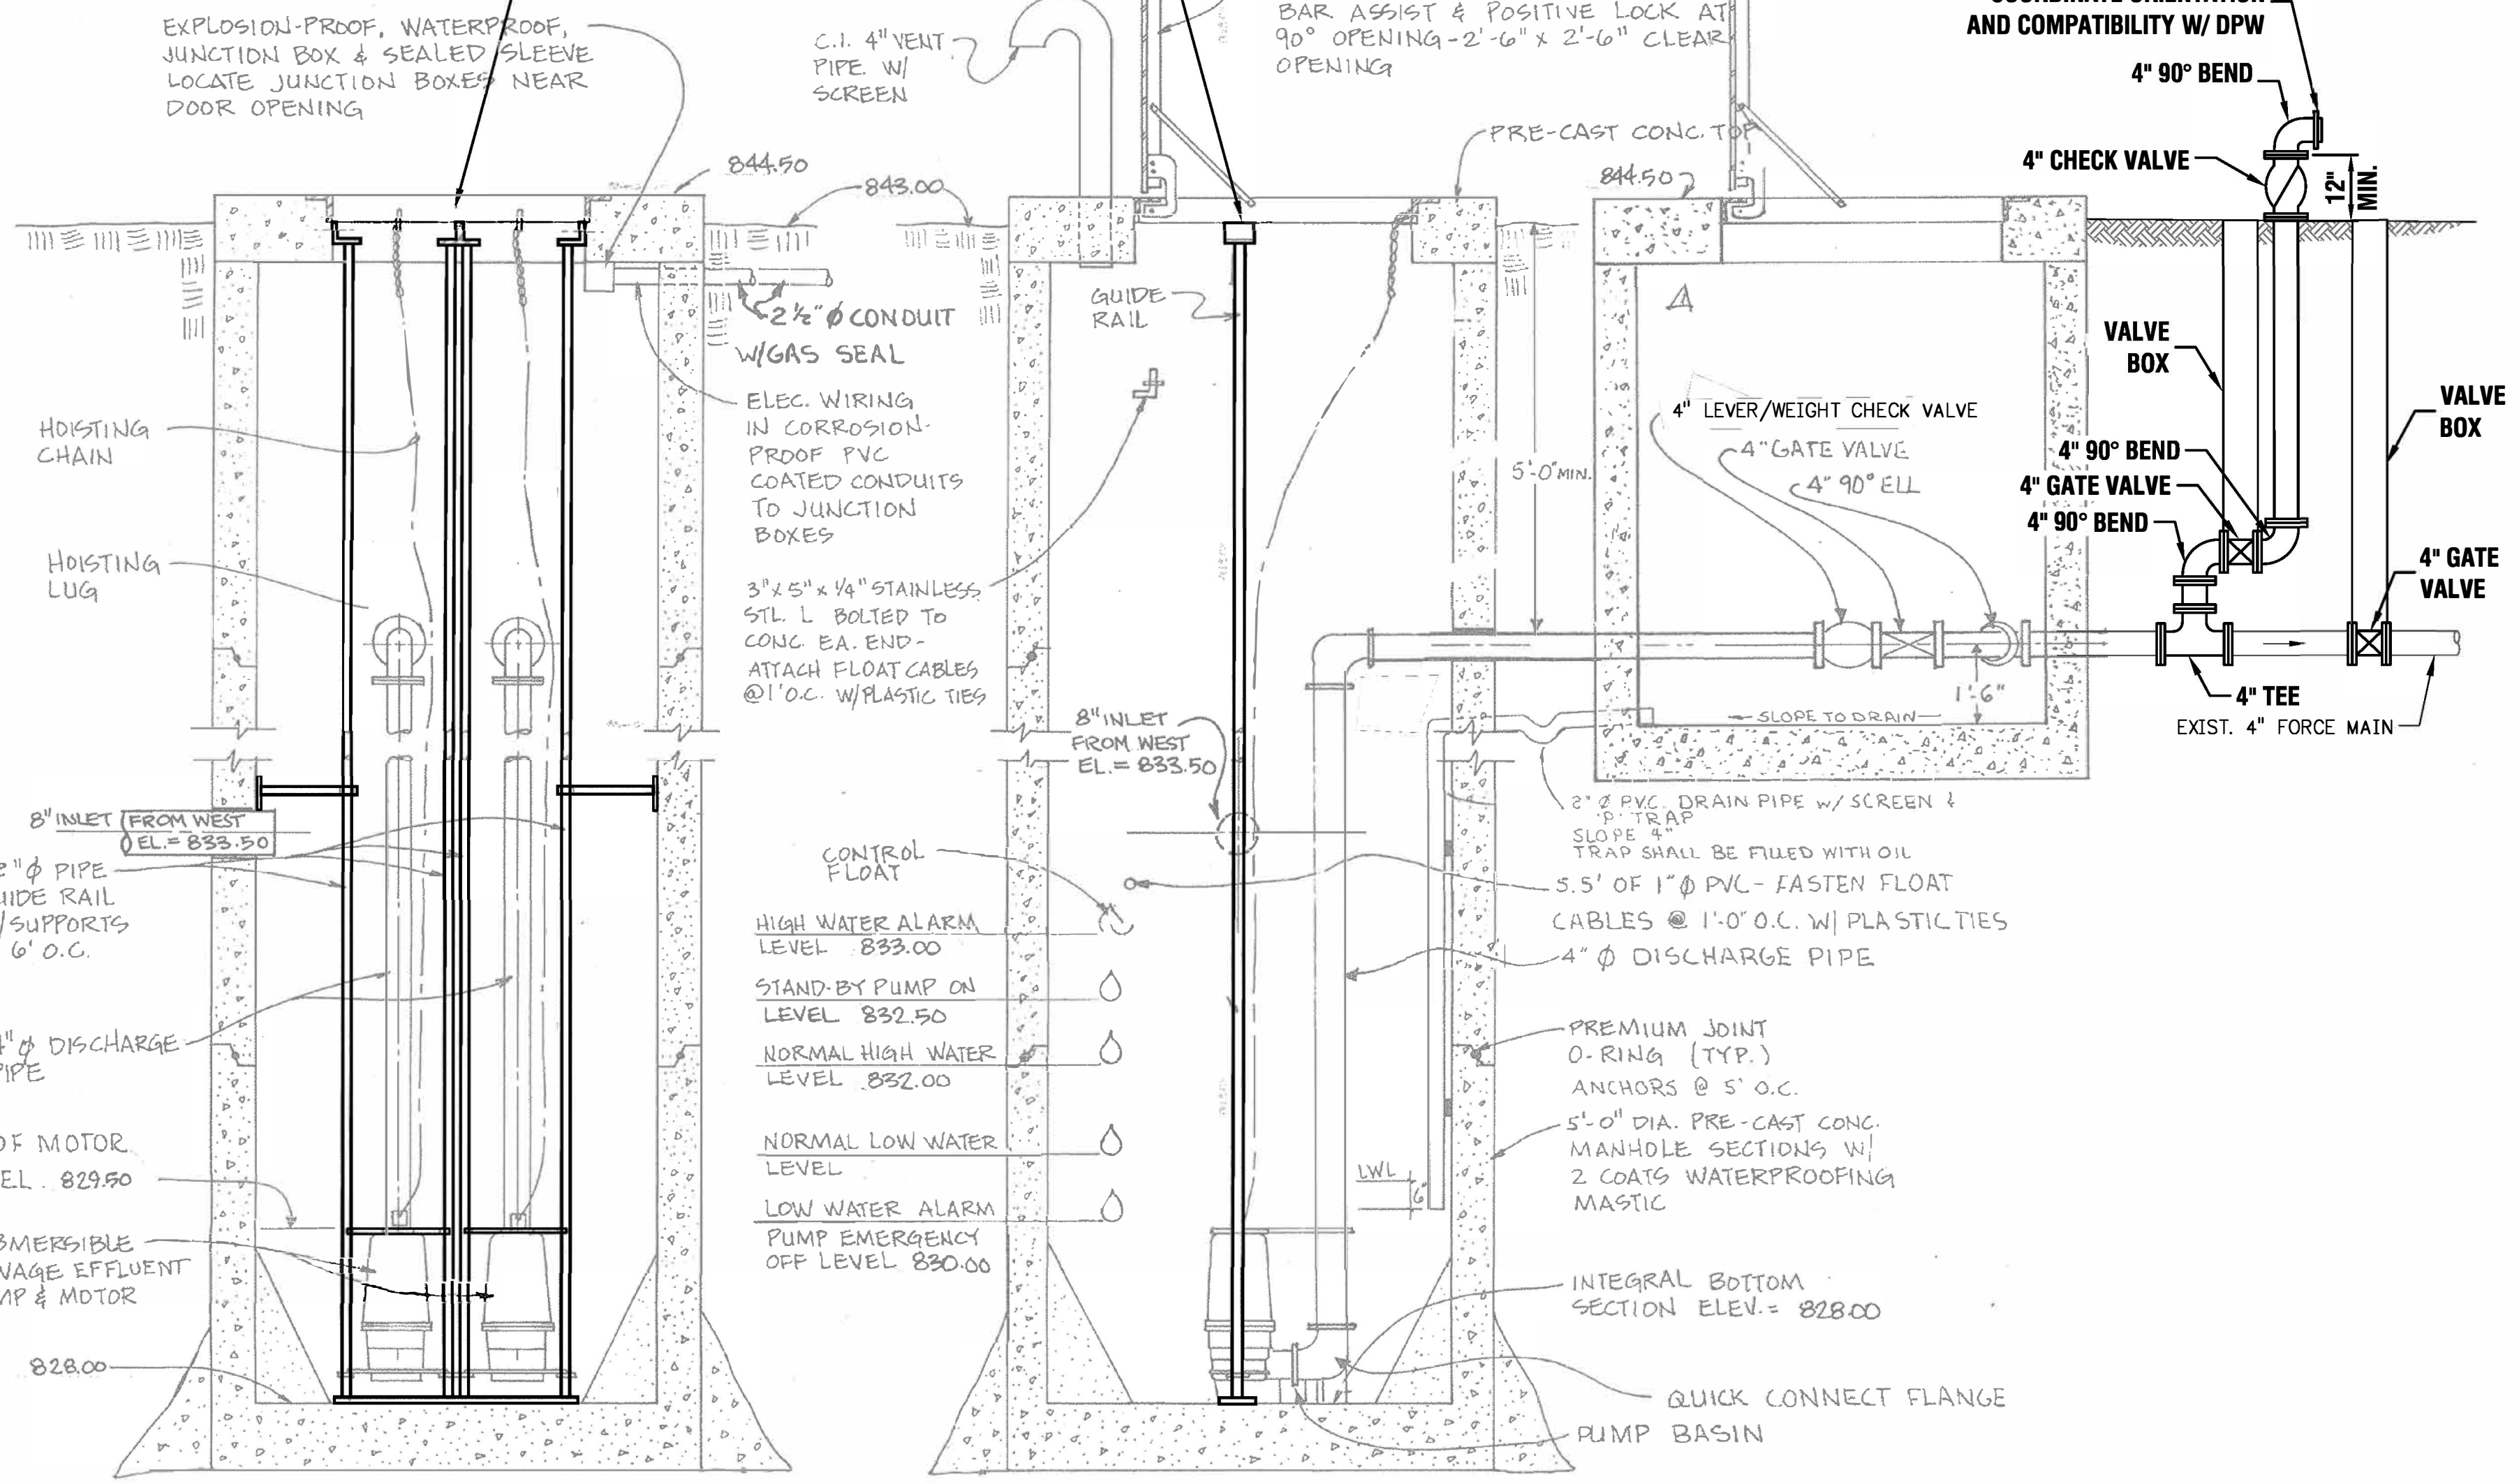 EXPLOSION-PROOF, WATERPROOF,
JUNCTION BOX & SEALED SLEEVE
LOCATE JUNCTION BOXES NEAR
DOOR OPENING
C.I. 4" VENT
PIPE W/
SCREEN
BAR ASSIST & POSITIVE LOCK AT
90° OPENING-2'-6" x 2'-6" CLEAR
OPENING
COORDINATE ORIENTATION
AND COMPATIBILITY W/ DPW
4" 90° BEND
4" CHECK VALVE
12"
MIN.
PRE-CAST CONC. TOP
844.50
843.00
844.50
2½"Ø CONDUIT
W/GAS SEAL
GUIDE
RAIL
VALVE
BOX
VALVE
BOX
ELEC. WIRING
IN CORROSION-
PROOF PVC
COATED CONDUITS
TO JUNCTION
BOXES
HOISTING
CHAIN
HOISTING
LUG
4" LEVER/WEIGHT CHECK VALVE
4" GATE VALVE
4" 90° ELL
5'-0" MIN.
4" 90° BEND
4" GATE VALVE
4" 90° BEND
4" GATE
VALVE
3" x 5" x ¼" STAINLESS
STL. L BOLTED TO
CONC. EA. END-
ATTACH FLOAT CABLES
@1'O.C. W/PLASTIC TIES
1'-6"
SLOPE TO DRAIN
4" TEE
EXIST. 4" FORCE MAIN
8" INLET
FROM WEST
EL.= 833.50
8" INLET FROM WEST
EL.= 833.50
2"Ø PIPE
GUIDE RAIL
W/SUPPORTS
6' O.C.
CONTROL
FLOAT
2" Ø PVC DRAIN PIPE W/ SCREEN &
'P' TRAP
SLOPE 4"
TRAP SHALL BE FILLED WITH OIL
5.5' OF 1"Ø PVC- FASTEN FLOAT
CABLES @ 1'-0" O.C. W/ PLASTIC TIES
4" Ø DISCHARGE PIPE
HIGH WATER ALARM
LEVEL 833.00
STAND-BY PUMP ON
LEVEL 832.50
NORMAL HIGH WATER
LEVEL 832.00
NORMAL LOW WATER
LEVEL
LOW WATER ALARM
PUMP EMERGENCY
OFF LEVEL 830.00
4"Ø DISCHARGE
PIPE
OF MOTOR
EL. 829.50
SUBMERSIBLE
SEWAGE EFFLUENT
PUMP & MOTOR
828.00
PREMIUM JOINT
O-RING (TYP.)
ANCHORS @ 5' O.C.
5'-0" DIA. PRE-CAST CONC.
MANHOLE SECTIONS W/
2 COATS WATERPROOFING
MASTIC
LWL
6"
INTEGRAL BOTTOM
SECTION ELEV.= 828.00
QUICK CONNECT FLANGE
PUMP BASIN